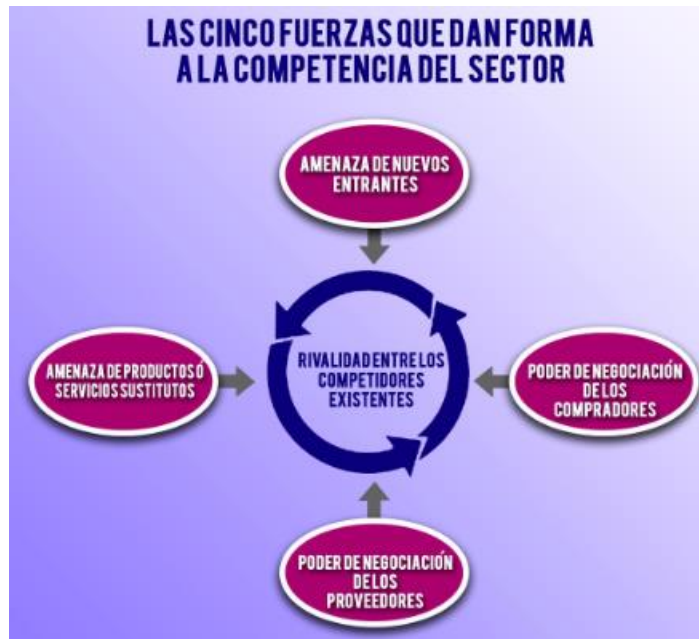 LAS CINCO FUERZAS QUE DAN FORMA
A LA COMPETENCIA DEL SECTOR
AMENAZA DE NUEVOS
ENTRANTES
AMENAZA DE PRODUCTOS Ó
SERVICIOS SUSTITUTOS
RIVALIDAD ENTRE LOS
COMPETIDORES
EXISTENTES
PODER DE NEGOCIACIÓN
DE LOS
COMPRADORES
PODER DE NEGOCIACIÓN
DE LOS
PROVEEDORES